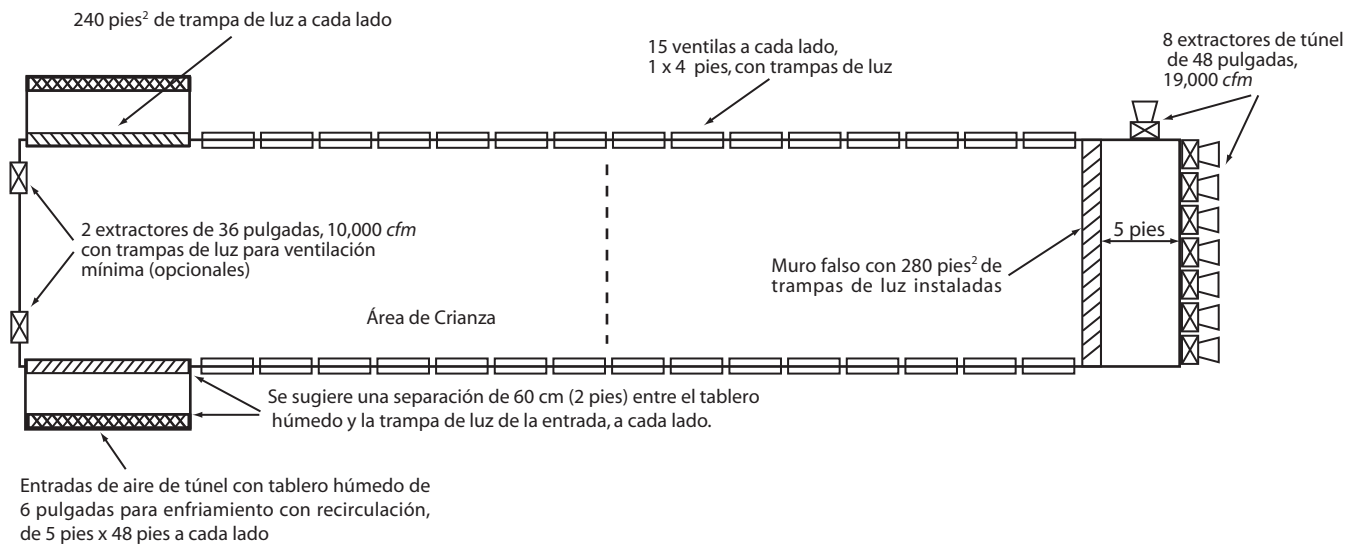 240 pies² de trampa de luz a cada lado
15 ventilas a cada lado,
1 x 4 pies, con trampas de luz
8 extractores de túnel
de 48 pulgadas,
19,000 cfm
2 extractores de 36 pulgadas, 10,000 cfm
con trampas de luz para ventilación
mínima (opcionales)
5 pies
Muro falso con 280 pies² de
trampas de luz instaladas
Área de Crianza
Se sugiere una separación de 60 cm (2 pies) entre el tablero
húmedo y la trampa de luz de la entrada, a cada lado.
Entradas de aire de túnel con tablero húmedo de
6 pulgadas para enfriamiento con recirculación,
de 5 pies x 48 pies a cada lado